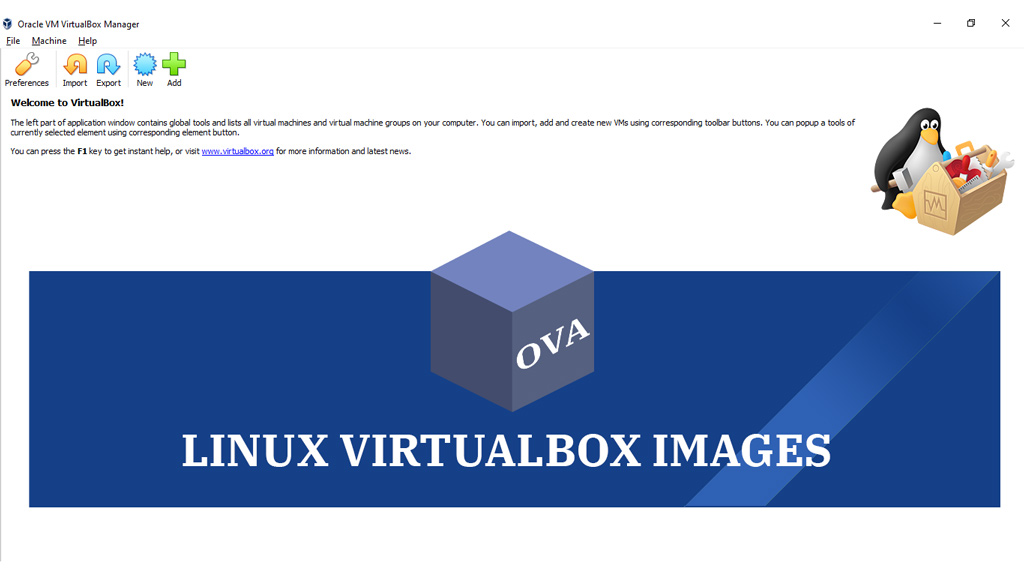 Oracle VM VirtualBox Manager
File Machine Help
Preferences Import Export New Add
Welcome to VirtualBox!
The left part of application window contains global tools and lists all virtual machines and virtual machine groups on your computer. You can import, add and create new VMs using corresponding toolbar buttons. You can popup a tools of
currently selected element using corresponding element button.
You can press the F1 key to get instant help, or visit www.virtualbox.org for more information and latest news.
OVA
LINUX VIRTUALBOX IMAGES